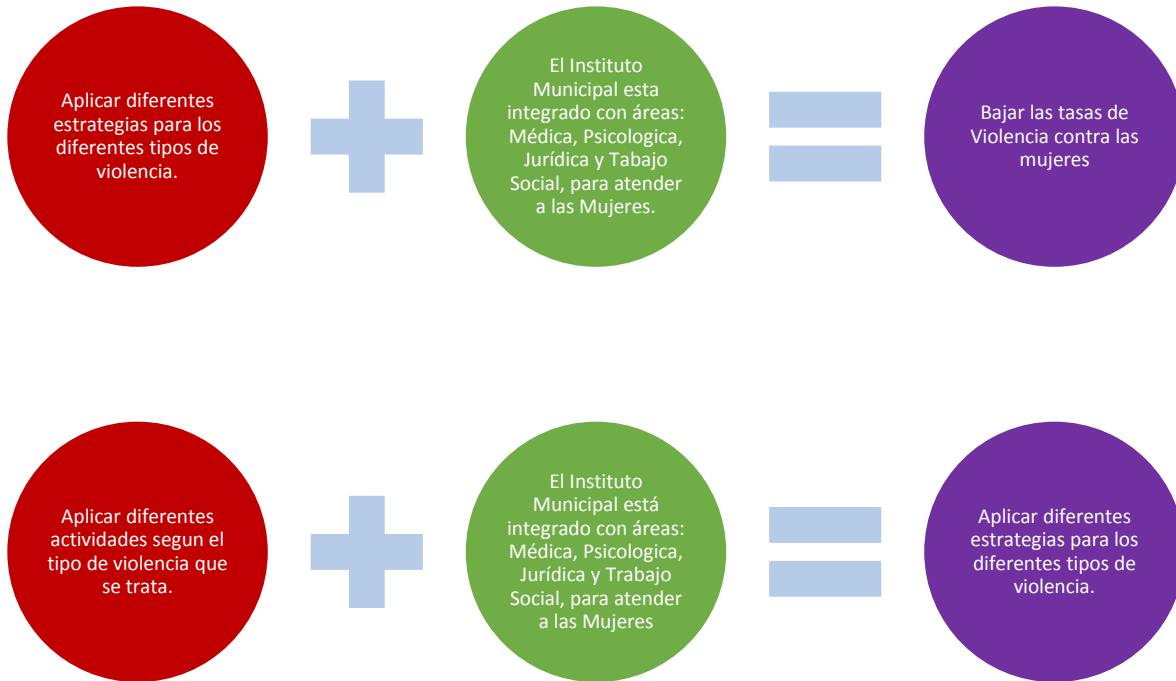 Aplicar diferentes
estrategias para los
diferentes tipos de
violencia.
El Instituto
Municipal esta
integrado con áreas:
Médica, Psicologica,
Jurídica y Tabajo
Social, para atender
a las Mujeres.
Bajar las tasas de
Violencia contra las
mujeres
Aplicar diferentes
actividades segun el
tipo de violencia que
se trata.
El Instituto
Municipal está
integrado con áreas:
Médica, Psicologica,
Jurídica y Trabajo
Social, para atender
a las Mujeres
Aplicar diferentes
estrategias para los
diferentes tipos de
violencia.